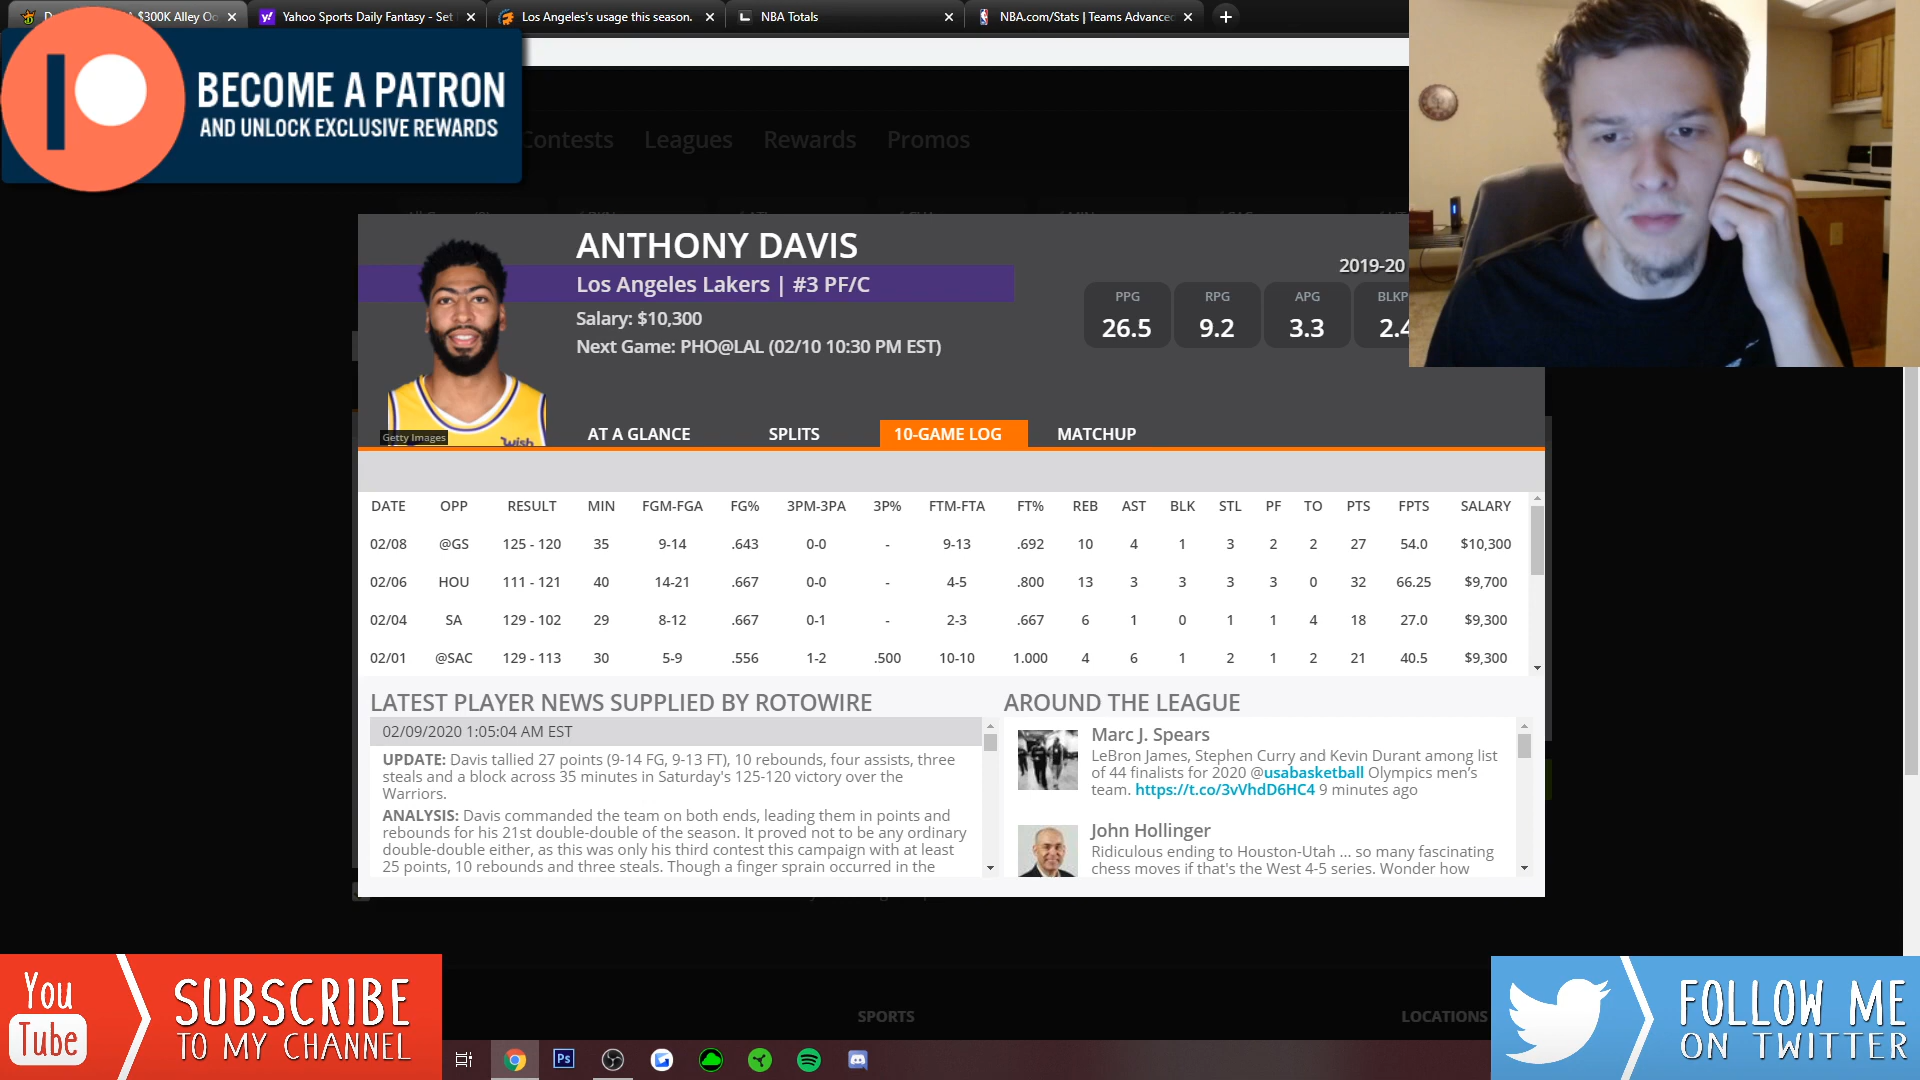 $300K Alley Oo
Yahoo Sports Daily Fantasy - Set
Los Angeles's usage this season.
NBA Totals
NBA.com/Stats | Teams Advanced
BECOME A PATRON
AND UNLOCK EXCLUSIVE REWARDS
Contests Leagues Rewards Promos
ANTHONY DAVIS
Los Angeles Lakers | #3 PF/C
Salary: $10,300
Next Game: PHO@LAL (02/10 10:30 PM EST)
2019-20
PPG RPG APG BLKP
26.5 9.2 3.3 2.4
Getty Images
wish
AT A GLANCE SPLITS 10-GAME LOG MATCHUP
DATE OPP RESULT MIN FGM-FGA FG% 3PM-3PA 3P% FTM-FTA FT% REB AST BLK STL PF TO PTS FPTS SALARY
02/08 @GS 125 - 120 35 9-14 .643 0-0 - 9-13 .692 10 4 1 3 2 2 27 54.0 $10,300
02/06 HOU 111 - 121 40 14-21 .667 0-0 - 4-5 .800 13 3 3 3 3 0 32 66.25 $9,700
02/04 SA 129 - 102 29 8-12 .667 0-1 - 2-3 .667 6 1 0 1 1 4 18 27.0 $9,300
02/01 @SAC 129 - 113 30 5-9 .556 1-2 .500 10-10 1.000 4 6 1 2 1 2 21 40.5 $9,300
LATEST PLAYER NEWS SUPPLIED BY ROTOWIRE
02/09/2020 1:05:04 AM EST
UPDATE: Davis tallied 27 points (9-14 FG, 9-13 FT), 10 rebounds, four assists, three
steals and a block across 35 minutes in Saturday's 125-120 victory over the
Warriors.
ANALYSIS: Davis commanded the team on both ends, leading them in points and
rebounds for his 21st double-double of the season. It proved not to be any ordinary
double-double either, as this was only his third contest this campaign with at least
25 points, 10 rebounds and three steals. Though a finger sprain occurred in the
AROUND THE LEAGUE
Marc J. Spears
LeBron James, Stephen Curry and Kevin Durant among list
of 44 finalists for 2020 @usabasketball Olympics men's
team. https://t.co/3vVhdD6HC4 9 minutes ago
John Hollinger
Ridiculous ending to Houston-Utah ... so many fascinating
chess moves if that's the West 4-5 series. Wonder how
SPORTS
LOCATIONS
You
Tube
SUBSCRIBE
TO MY CHANNEL
Ps
FOLLOW ME
ON TWITTER